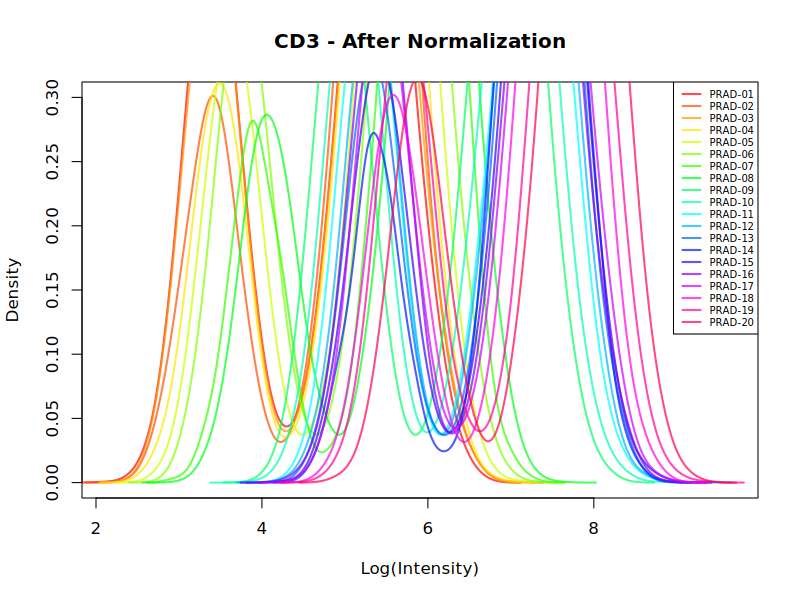 CD3 - After Normalization
Density
0.30
0.25
0.20
0.15
0.10
0.05
0.00
2
4
6
8
Log(Intensity)
PRAD-01
PRAD-02
PRAD-03
PRAD-04
PRAD-05
PRAD-06
PRAD-07
PRAD-08
PRAD-09
PRAD-10
PRAD-11
PRAD-12
PRAD-13
PRAD-14
PRAD-15
PRAD-16
PRAD-17
PRAD-18
PRAD-19
PRAD-20